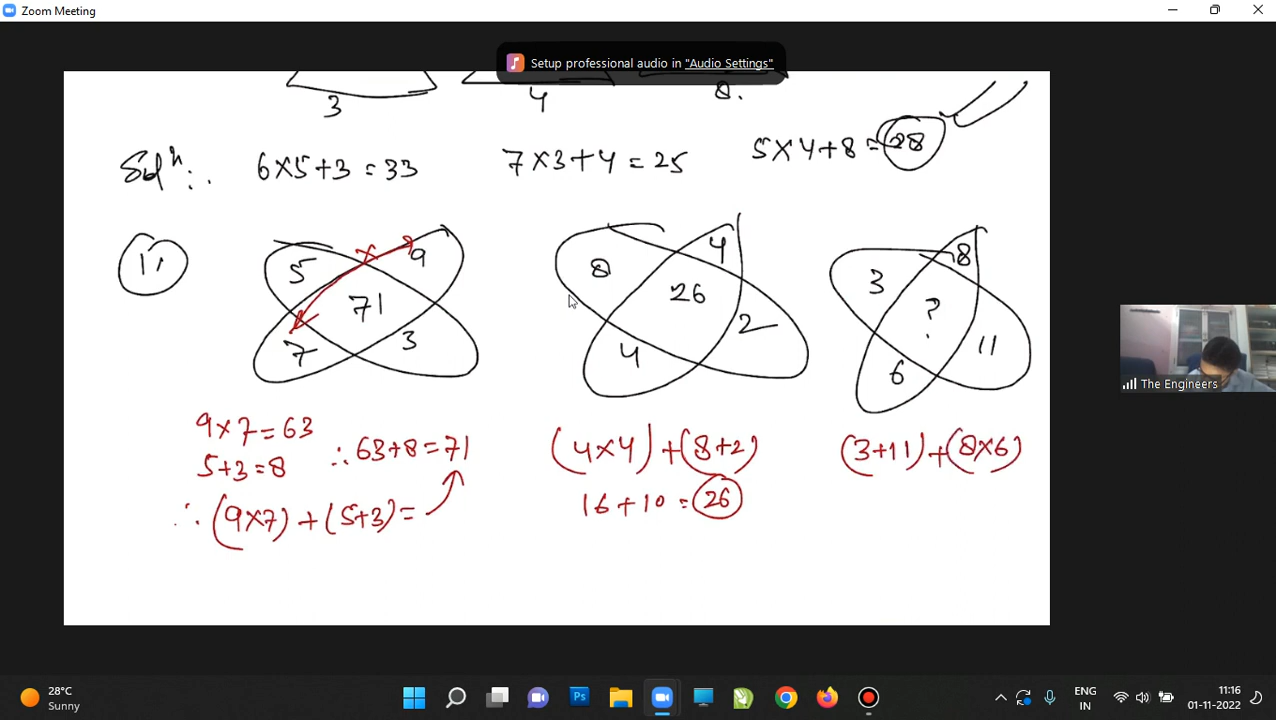 Zoom Meeting
Setup professional audio in "Audio Settings"
3 4 8.
Solⁿ:. 6×5+3=33 7×3+4=25 5×4+8=28
11
5 9 71 7 3
8 4 26 4 2
3 8 ? 6 11
9×7=63
5+3=8 ∴63+8=71
∴(9×7)+(5+3)=
(4×4)+(8+2)
16+10=26
(3+11)+(8×6)
The Engineers
28°C
Sunny
Ps
ENG
IN
11:16
01-11-2022